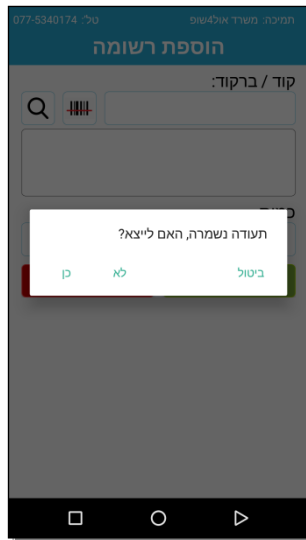 תמיכה: משרד אול4שופ טל': 077-5340174
הוספת רשומה
קוד / ברקוד:
תעודה נשמרה, האם לייצא?
ביטול לא כן